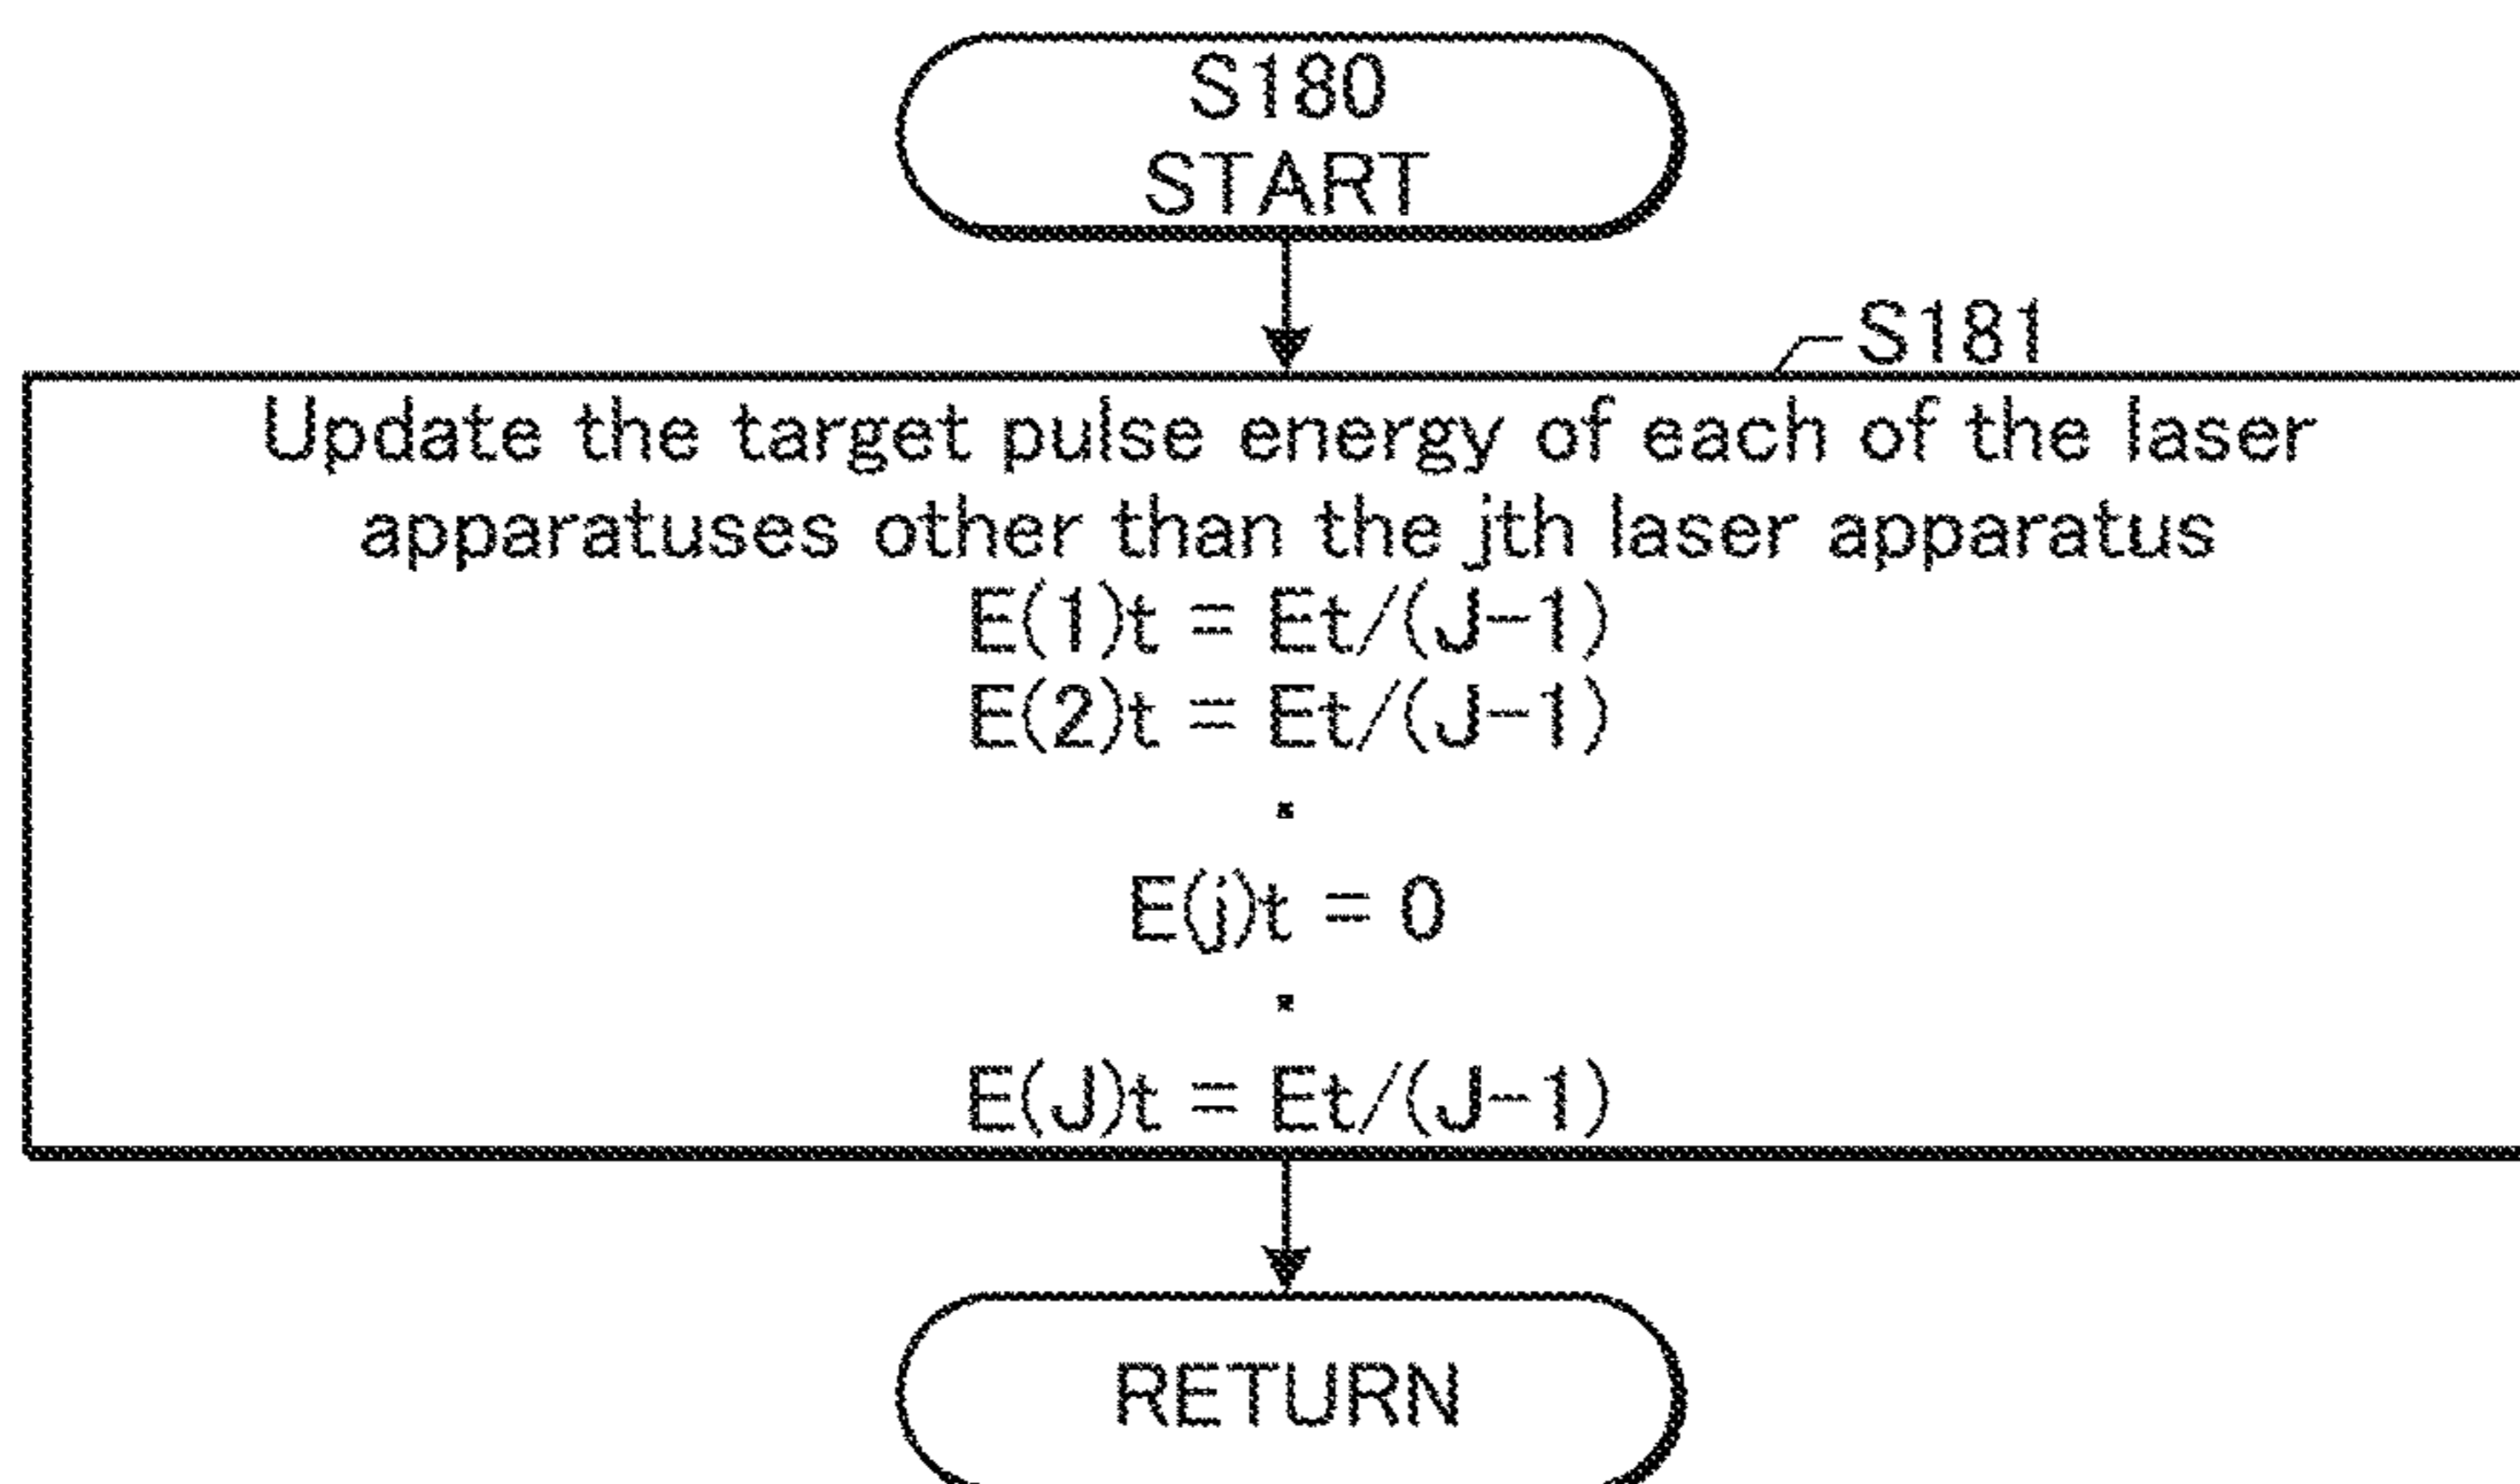 S180
START
S181
Update the target pulse energy of each of the laser
apparatuses other than the jth laser apparatus
E(1)t = Et/(J-1)
E(2)t = Et/(J-1)
·
E(j)t = 0
·
E(J)t = Et/(J-1)
RETURN